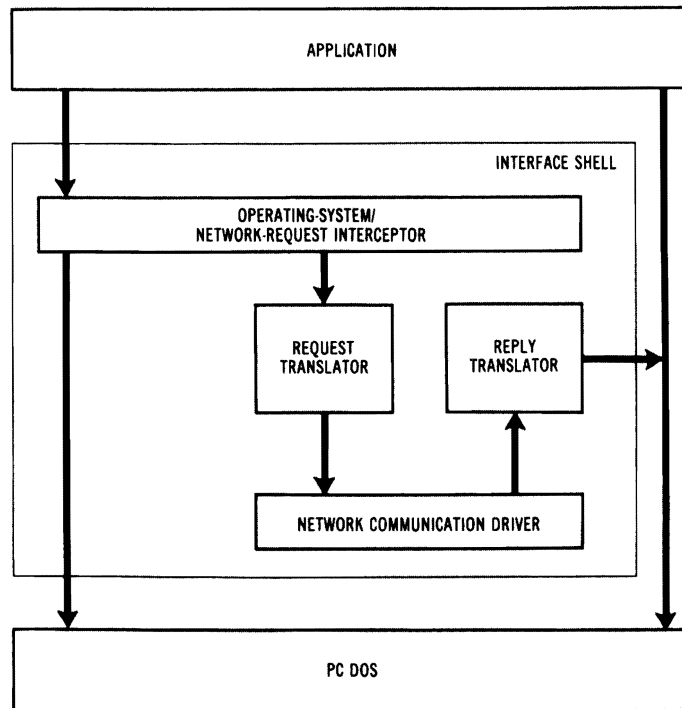 APPLICATION
INTERFACE SHELL
OPERATING-SYSTEM/
NETWORK-REQUEST INTERCEPTOR
REQUEST
TRANSLATOR
REPLY
TRANSLATOR
NETWORK COMMUNICATION DRIVER
PC DOS